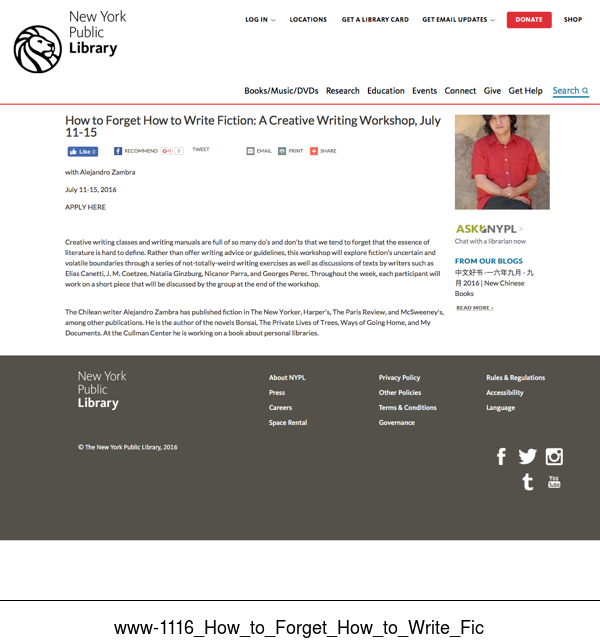 New York
Public
Library
LOG IN
LOCATIONS
GET A LIBRARY CARD
GET EMAIL UPDATES
DONATE
SHOP
Books/Music/DVDs
Research
Education
Events
Connect
Give
Get Help
Search
How to Forget How to Write Fiction: A Creative Writing Workshop, July
11-15
Like 0
RECOMMEND
G+1 0
TWEET
EMAIL
PRINT
SHARE
with Alejandro Zambra
July 11-15, 2016
APPLY HERE
Creative writing classes and writing manuals are full of so many do's and don'ts that we tend to forget that the essence of
literature is hard to define. Rather than offer writing advice or guidelines, this workshop will explore fiction's uncertain and
volatile boundaries through a series of not-totally-weird writing exercises as well as discussions of texts by writers such as
Elias Canetti, J. M. Coetzee, Natalia Ginzburg, Nicanor Parra, and Georges Perec. Throughout the week, each participant will
work on a short piece that will be discussed by the group at the end of the workshop.
The Chilean writer Alejandro Zambra has published fiction in The New Yorker, Harper's, The Paris Review, and McSweeney's,
among other publications. He is the author of the novels Bonsai, The Private Lives of Trees, Ways of Going Home, and My
Documents. At the Cullman Center he is working on a book about personal libraries.
ASK NYPL >
Chat with a librarian now
FROM OUR BLOGS
中文好书 -一六年九月 - 九
月 2016 | New Chinese
Books
READ MORE ›
New York
Public
Library
About NYPL
Press
Careers
Space Rental
Privacy Policy
Other Policies
Terms & Conditions
Governance
Rules & Regulations
Accessibility
Language
© The New York Public Library, 2016
You
Tube
www-1116_How_to_Forget_How_to_Write_Fic